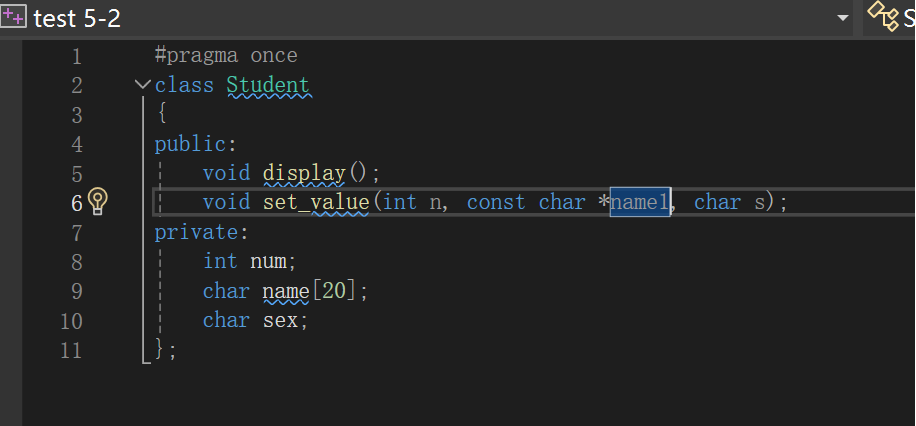 test 5-2
S
1 #pragma once
2 class Student
3 {
4 public:
5 void display();
6 void set_value(int n, const char *name1, char s);
7 private:
8 int num;
9 char name[20];
10 char sex;
11 };